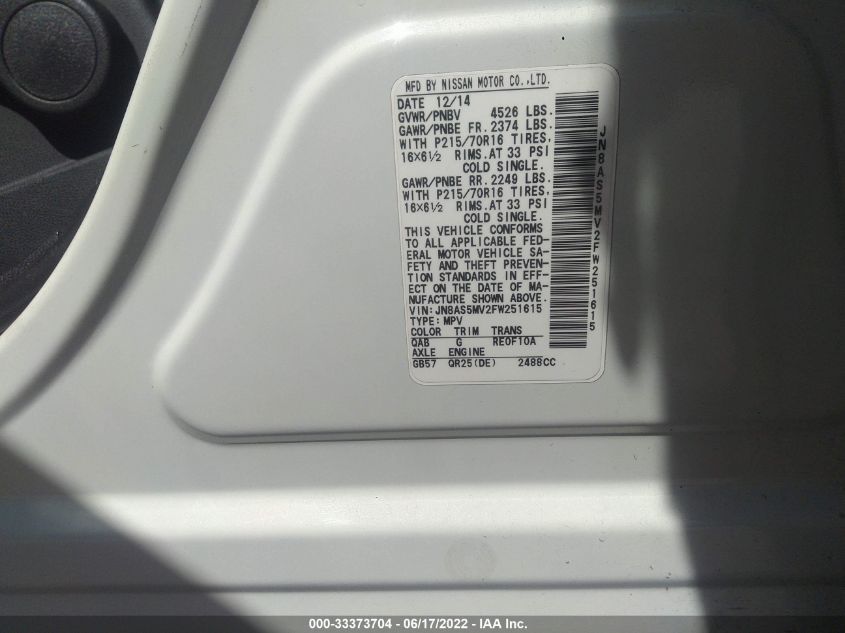 MFD BY NISSAN MOTOR CO.,LTD.
DATE 12/14
GVWR/PNBV 4526 LBS.
GAWR/PNBE FR. 2374 LBS.
WITH P215/70R16 TIRES,
16×6½ RIMS.AT 33 PSI
COLD SINGLE.
GAWR/PNBE RR. 2249 LBS.
WITH P215/70R16 TIRES,
16×6½ RIMS.AT 33 PSI
COLD SINGLE.
THIS VEHICLE CONFORMS
TO ALL APPLICABLE FED-
ERAL MOTOR VEHICLE SA-
FETY AND THEFT PREVEN-
TION STANDARDS IN EFF-
ECT ON THE DATE OF MA-
NUFACTURE SHOWN ABOVE.
VIN: JN8AS5MV2FW251615
TYPE: MPV
COLOR TRIM TRANS
QAB G RE0F10A
AXLE ENGINE
GB57 QR25(DE) 2488CC
JN8AS5MV2FW251615
000-33373704 - 06/17/2022 - IAA Inc.